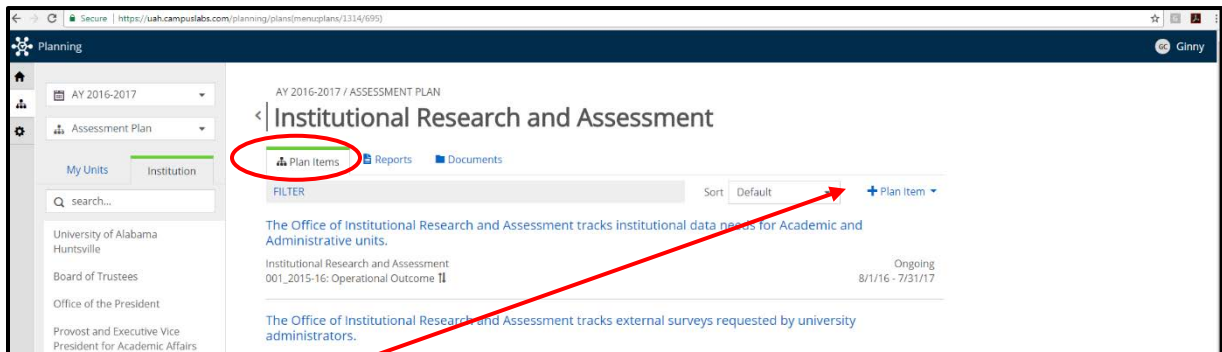 Secure | https://uah.campuslabs.com/planning/plans(menu:plans/1314/695)
Planning
GC Ginny
AY 2016-2017
Assessment Plan
My Units Institution
search...
University of Alabama
Huntsville
Board of Trustees
Office of the President
Provost and Executive Vice
President for Academic Affairs
AY 2016-2017 / ASSESSMENT PLAN
Institutional Research and Assessment
Plan Items Reports Documents
FILTER Sort Default + Plan Item
The Office of Institutional Research and Assessment tracks institutional data needs for Academic and
Administrative units.
Institutional Research and Assessment Ongoing
001_2015-16: Operational Outcome 8/1/16 - 7/31/17
The Office of Institutional Research and Assessment tracks external surveys requested by university
administrators.